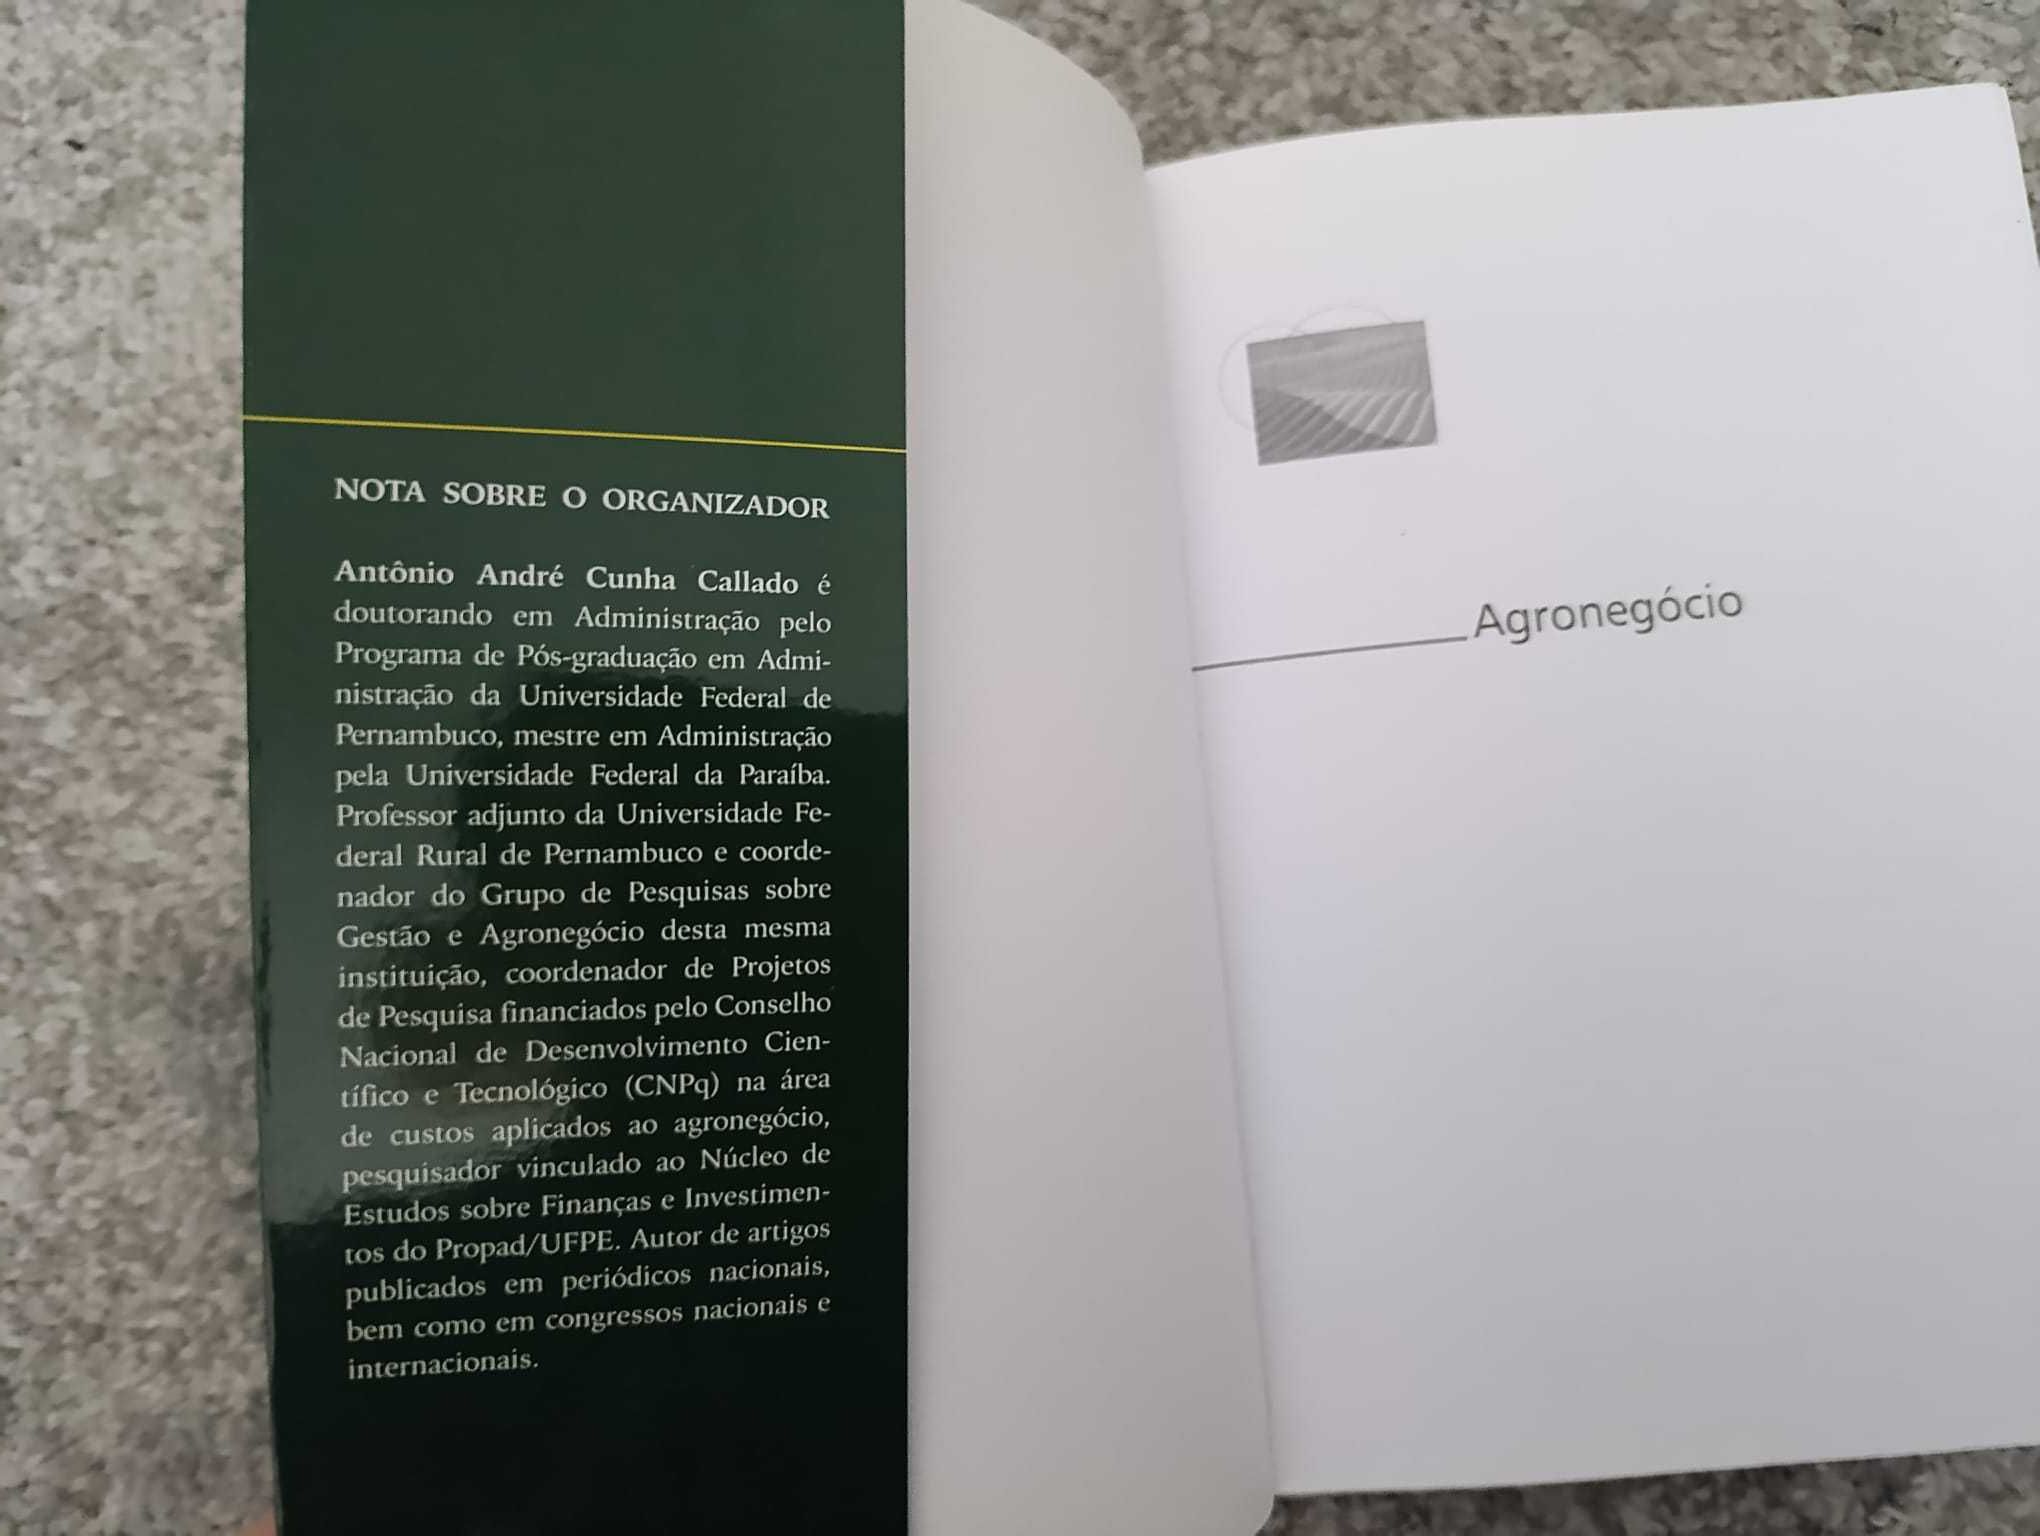 NOTA SOBRE O ORGANIZADOR
Antônio André Cunha Callado é
doutorando em Administração pelo
Programa de Pós-graduação em Admi-
nistração da Universidade Federal de
Pernambuco, mestre em Administração
pela Universidade Federal da Paraíba.
Professor adjunto da Universidade Fe-
deral Rural de Pernambuco e coorde-
nador do Grupo de Pesquisas sobre
Gestão e Agronegócio desta mesma
instituição, coordenador de Projetos
de Pesquisa financiados pelo Conselho
Nacional de Desenvolvimento Cien-
tífico e Tecnológico (CNPq) na área
de custos aplicados ao agronegócio,
pesquisador vinculado ao Núcleo de
Estudos sobre Finanças e Investimen-
tos do Propad/UFPE. Autor de artigos
publicados em periódicos nacionais,
bem como em congressos nacionais e
internacionais.
Agronegócio